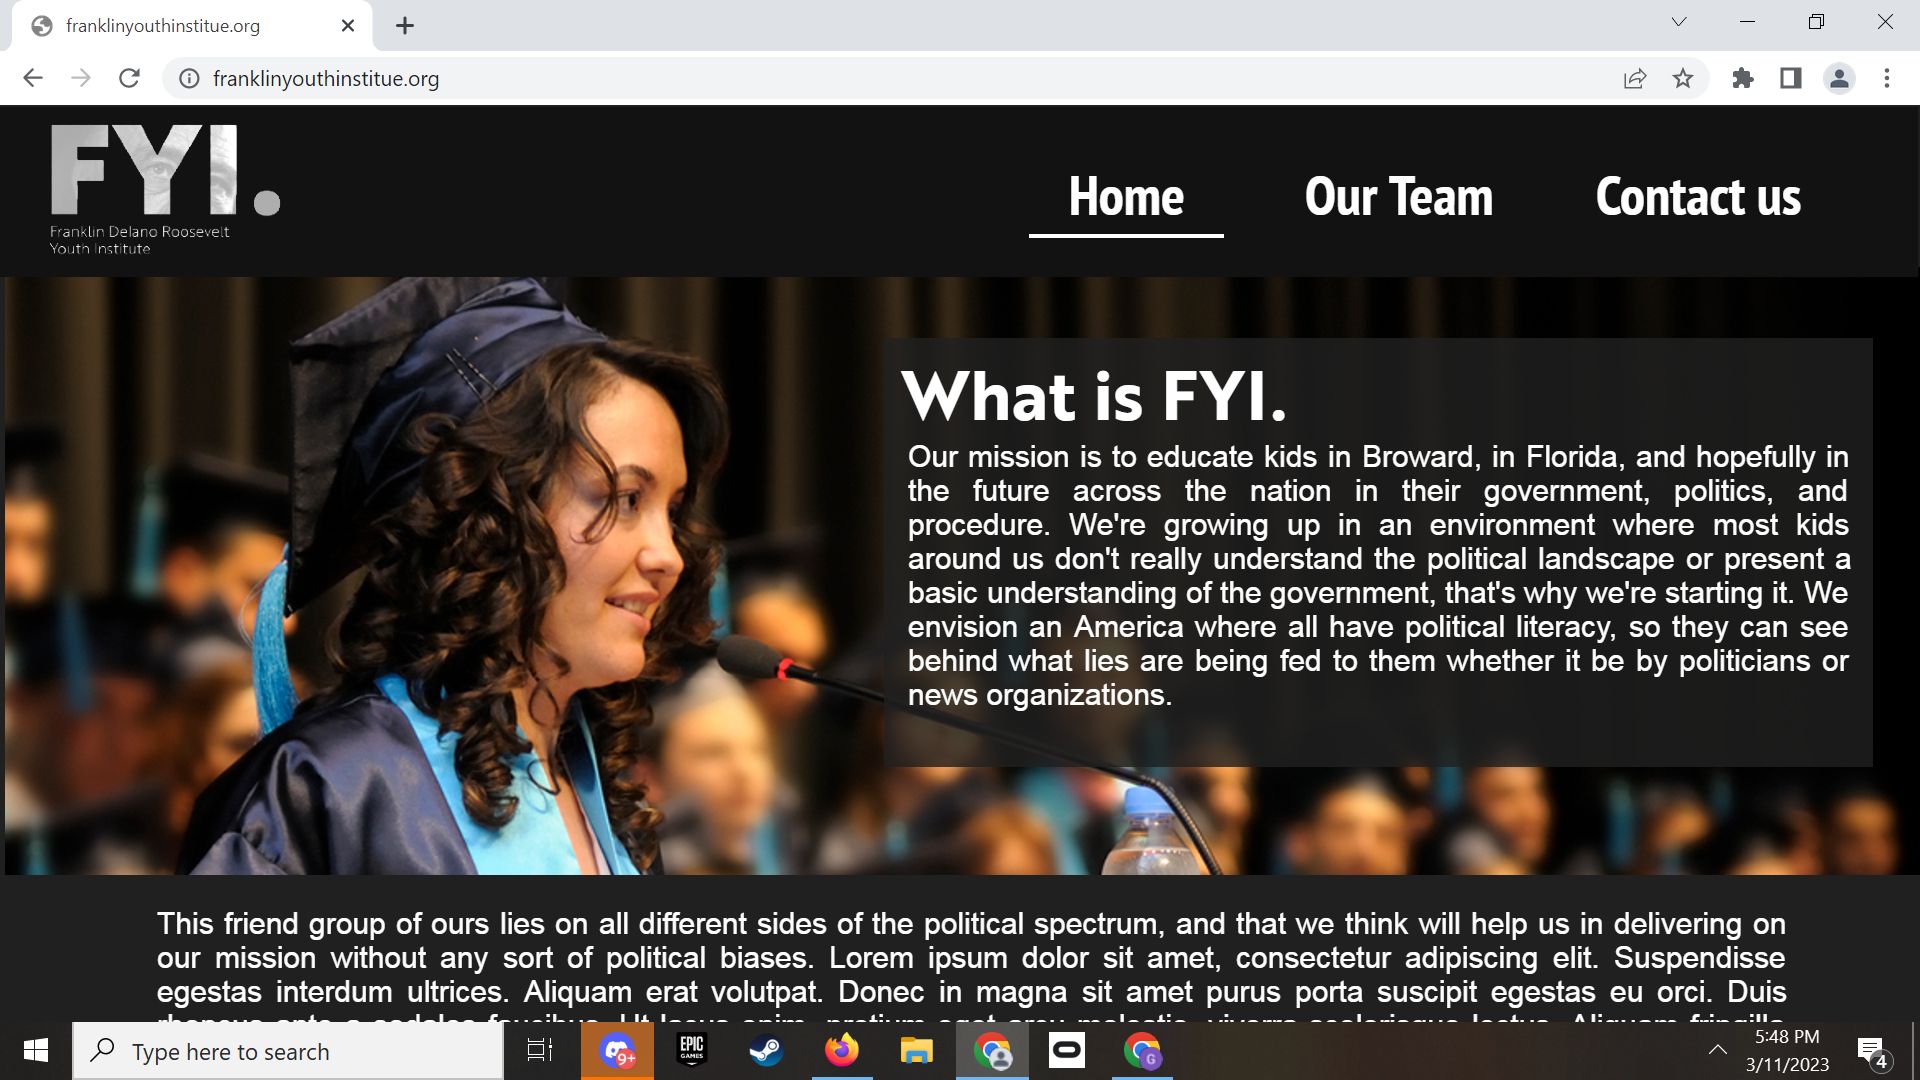 franklinyouthinstitue.org
franklinyouthinstitue.org
FYI.
Franklin Delano Roosevelt
Youth Institute
Home
Our Team
Contact us
What is FYI.
Our mission is to educate kids in Broward, in Florida, and hopefully in
the future across the nation in their government, politics, and
procedure. We're growing up in an environment where most kids
around us don't really understand the political landscape or present a
basic understanding of the government, that's why we're starting it. We
envision an America where all have political literacy, so they can see
behind what lies are being fed to them whether it be by politicians or
news organizations.
This friend group of ours lies on all different sides of the political spectrum, and that we think will help us in delivering on
our mission without any sort of political biases. Lorem ipsum dolor sit amet, consectetur adipiscing elit. Suspendisse
egestas interdum ultrices. Aliquam erat volutpat. Donec in magna sit amet purus porta suscipit egestas eu orci. Duis
Type here to search
9+
EPIC
GAMES
G
5:48 PM
3/11/2023
4